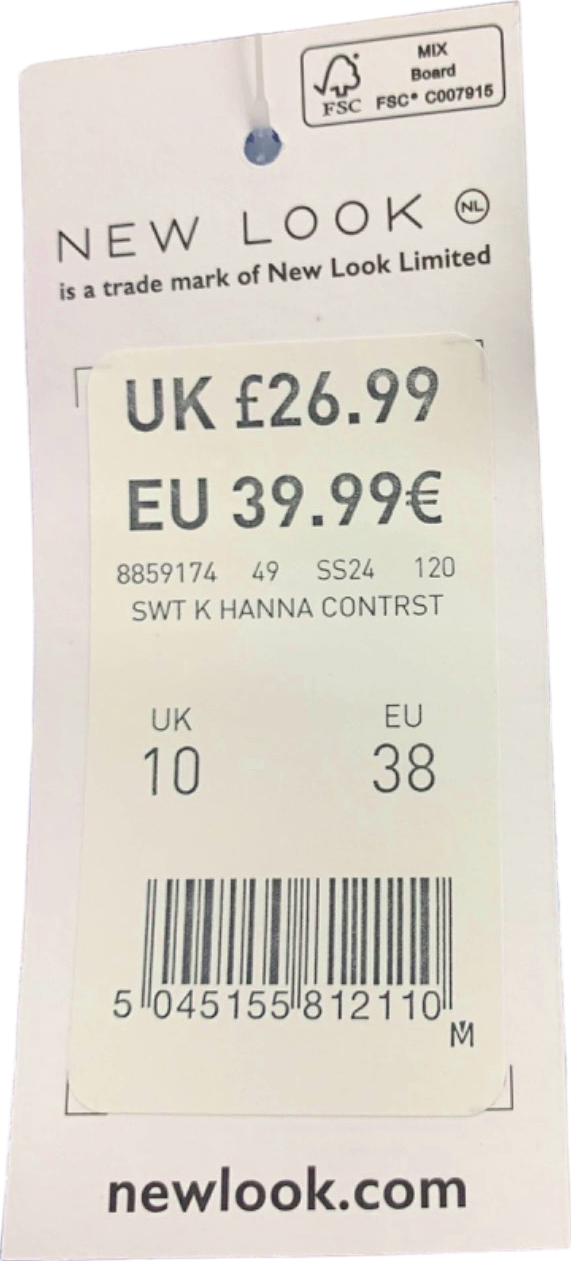 MIX
Board
FSC FSC® C007915
NEW LOOK NL
is a trade mark of New Look Limited
UK £26.99
EU 39.99€
8859174 49 SS24 120
SWT K HANNA CONTRST
UK EU
10 38
5 045155 812110
M
newlook.com